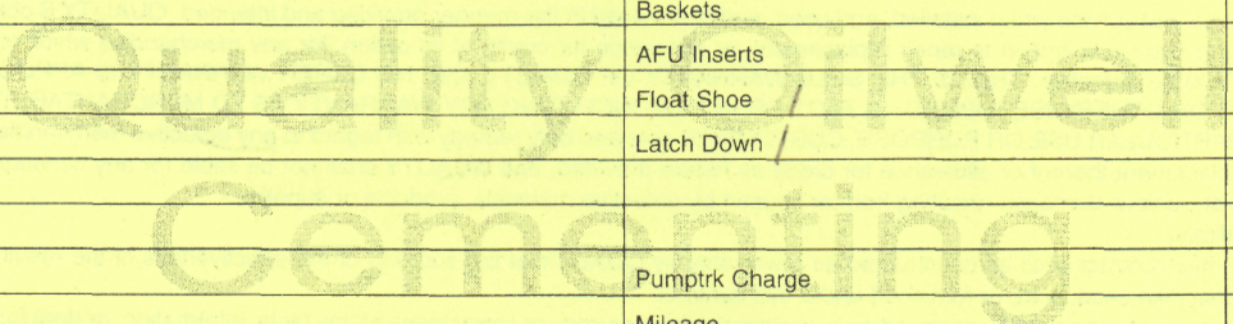 Baskets
AFU Inserts
Float Shoe /
Latch Down /
Quality Oilwell
Cementing
Pumptrk Charge
Mileage